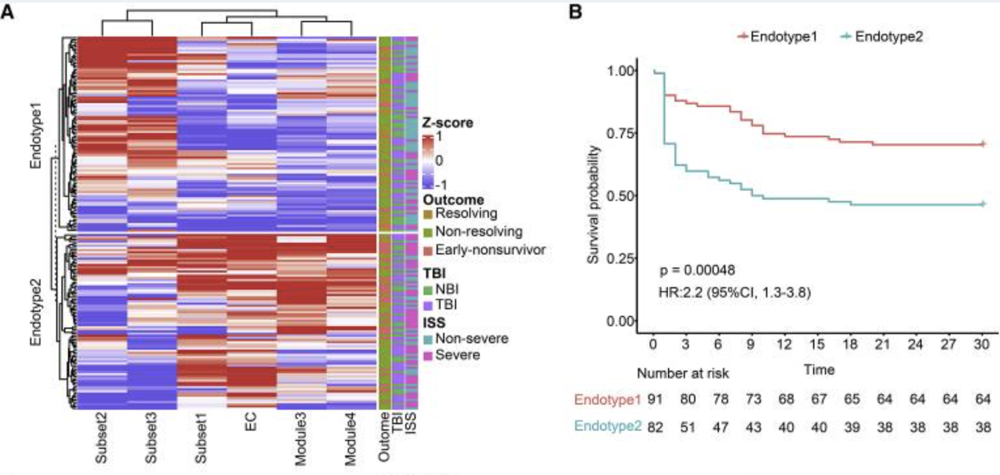 A
Endotype1
Endotype2
Subset2
Subset3
Subset1
EC
Module3
Module4
Outcome
TBI
ISS
Z-score
1
0
-1
Outcome
Resolving
Non-resolving
Early-nonsurvivor
TBI
NBI
TBI
ISS
Non-severe
Severe
B
Endotype1 Endotype2
Survival probability
1.00
0.75
0.50
0.25
0.00
p = 0.00048
HR:2.2 (95%CI, 1.3-3.8)
0 3 6 9 12 15 18 21 24 27 30
Time
Number at risk
Endotype1 91 80 78 73 68 67 65 64 64 64 64
Endotype2 82 51 47 43 40 40 39 38 38 38 38